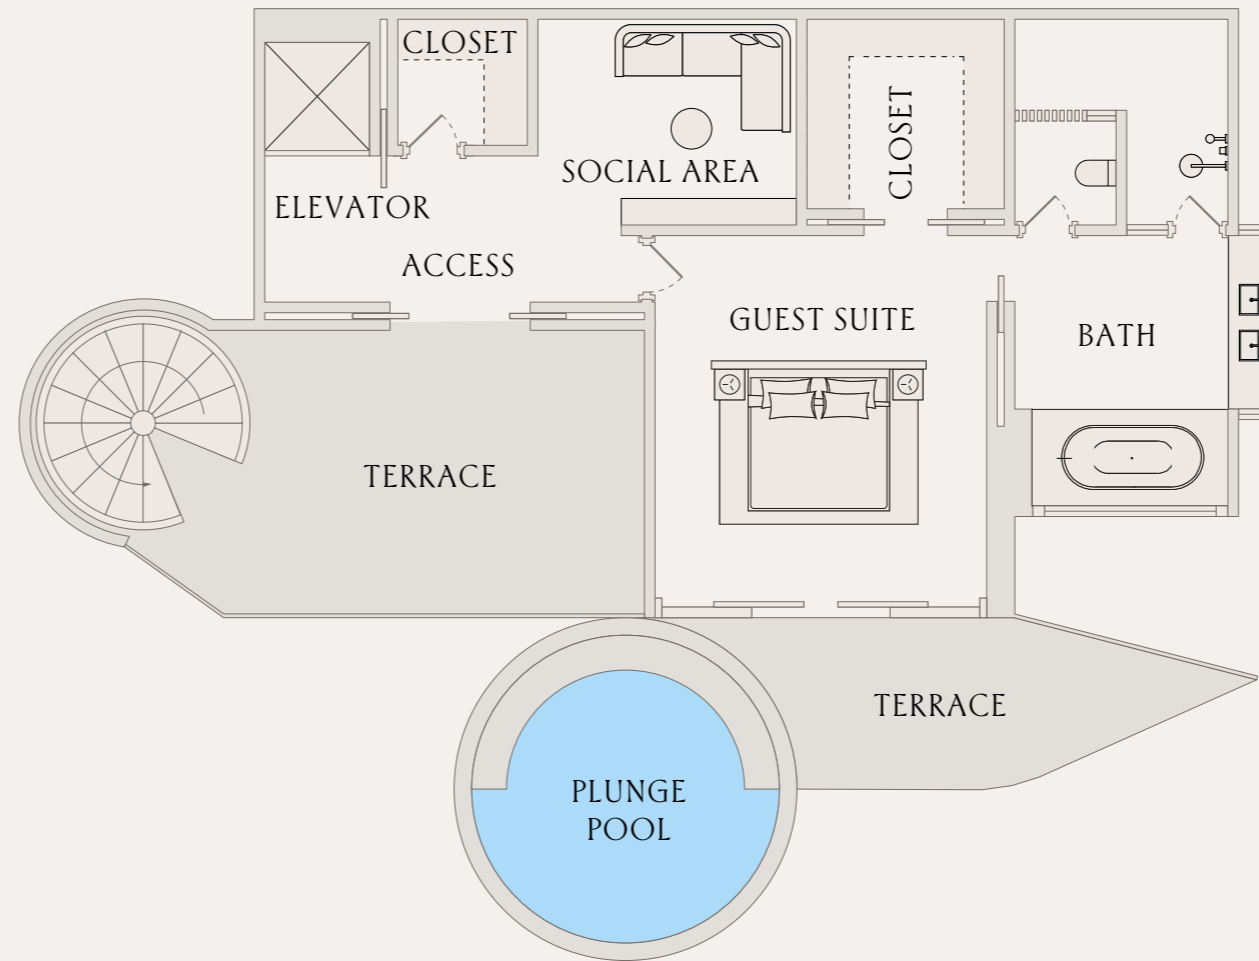 CLOSET
CLOSET
SOCIAL AREA
ELEVATOR
ACCESS
GUEST SUITE
BATH
TERRACE
TERRACE
PLUNGE
POOL